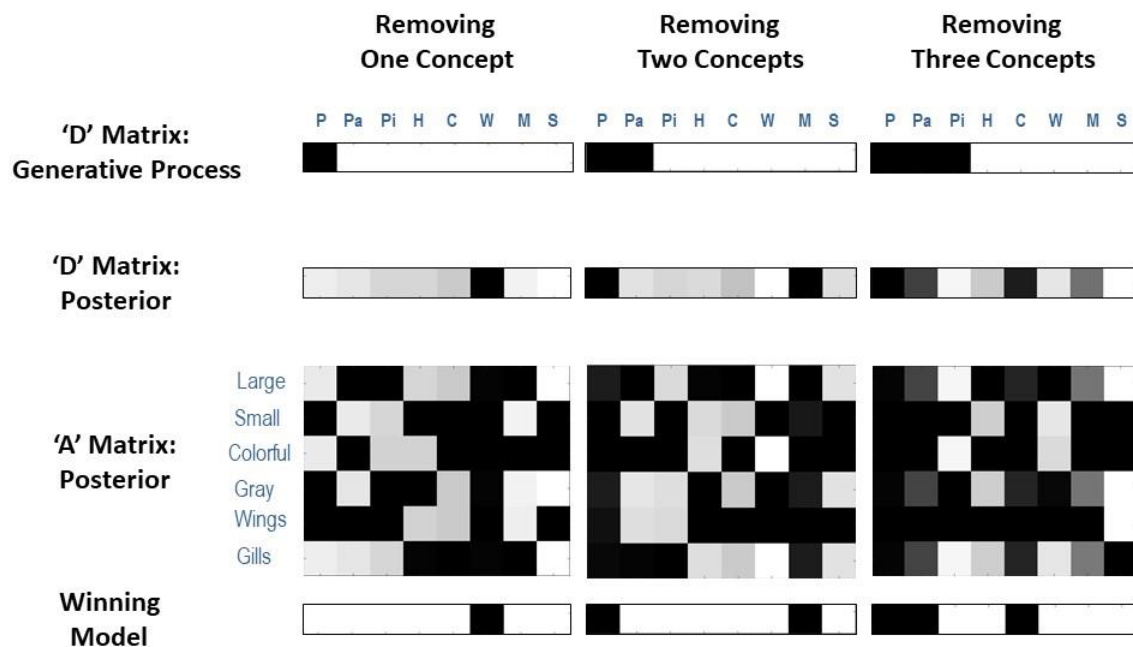 Removing
One Concept
Removing
Two Concepts
Removing
Three Concepts
'D' Matrix:
Generative Process
P Pa Pi H C W M S
P Pa Pi H C W M S
P Pa Pi H C W M S
'D' Matrix:
Posterior
'A' Matrix:
Posterior
Large
Small
Colorful
Gray
Wings
Gills
Winning
Model